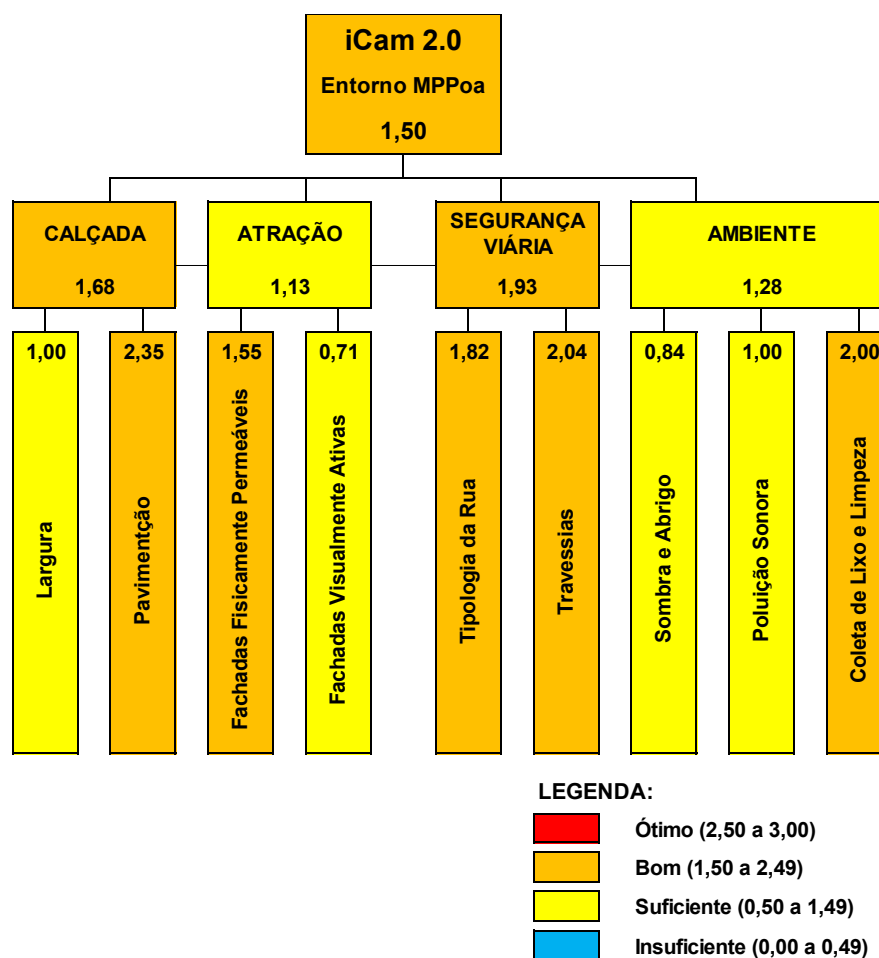 iCam 2.0
Entorno MPPoa
1,50
CALÇADA
1,68
ATRAÇÃO
1,13
SEGURANÇA
VIÁRIA
1,93
AMBIENTE
1,28
1,00
Largura
2,35
Pavimentção
1,55
Fachadas Fisicamente Permeáveis
0,71
Fachadas Visualmente Ativas
1,82
Tipologia da Rua
2,04
Travessias
0,84
Sombra e Abrigo
1,00
Poluição Sonora
2,00
Coleta de Lixo e Limpeza
LEGENDA:
Ótimo (2,50 a 3,00)
Bom (1,50 a 2,49)
Suficiente (0,50 a 1,49)
Insuficiente (0,00 a 0,49)